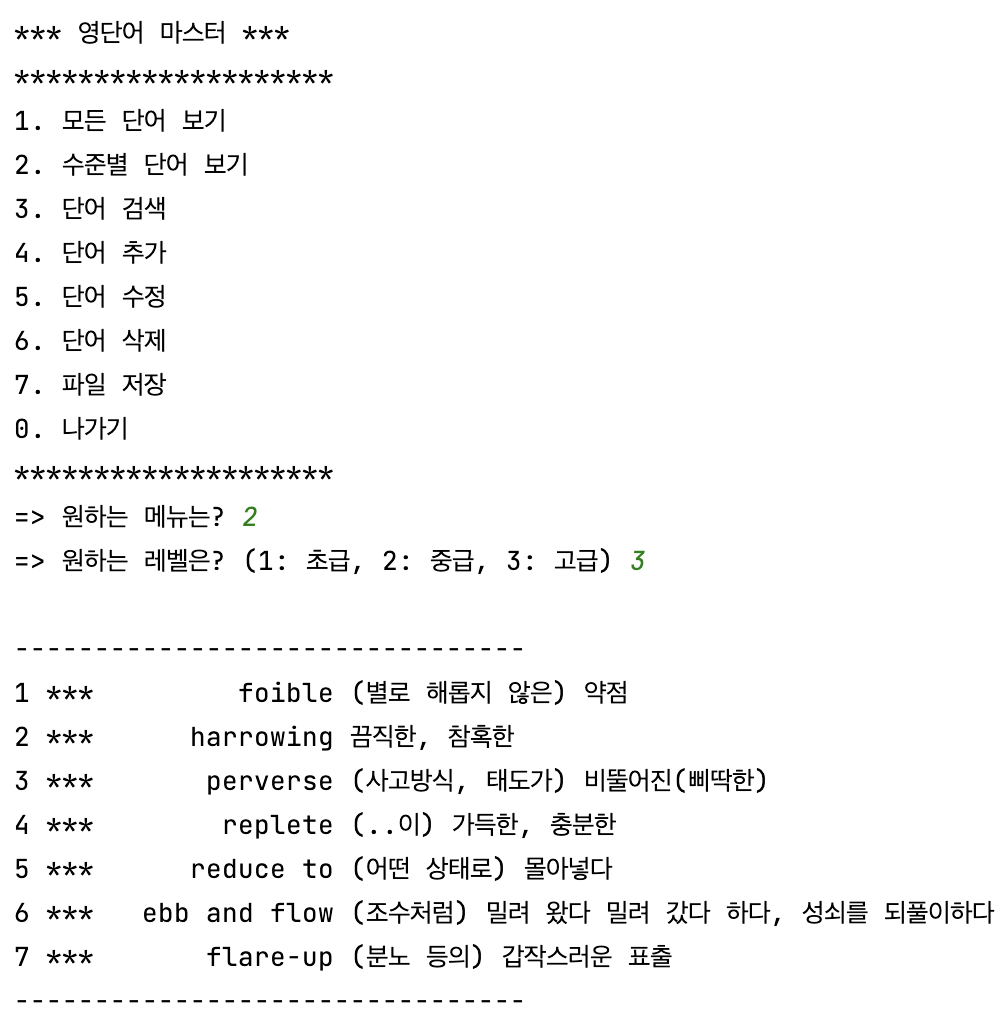 *** 영단어 마스터 ***
********************
1. 모든 단어 보기
2. 수준별 단어 보기
3. 단어 검색
4. 단어 추가
5. 단어 수정
6. 단어 삭제
7. 파일 저장
0. 나가기
********************
=> 원하는 메뉴는? 2
=> 원하는 레벨은? (1: 초급, 2: 중급, 3: 고급) 3
--------------------------------
1 ***         foible (별로 해롭지 않은) 약점
2 ***      harrowing 끔직한, 참혹한
3 ***       perverse (사고방식, 태도가) 비뚤어진(삐딱한)
4 ***        replete (..이) 가득한, 충분한
5 ***      reduce to (어떤 상태로) 몰아넣다
6 ***   ebb and flow (조수처럼) 밀려 왔다 밀려 갔다 하다, 성쇠를 되풀이하다
7 ***       flare-up (분노 등의) 갑작스러운 표출
--------------------------------